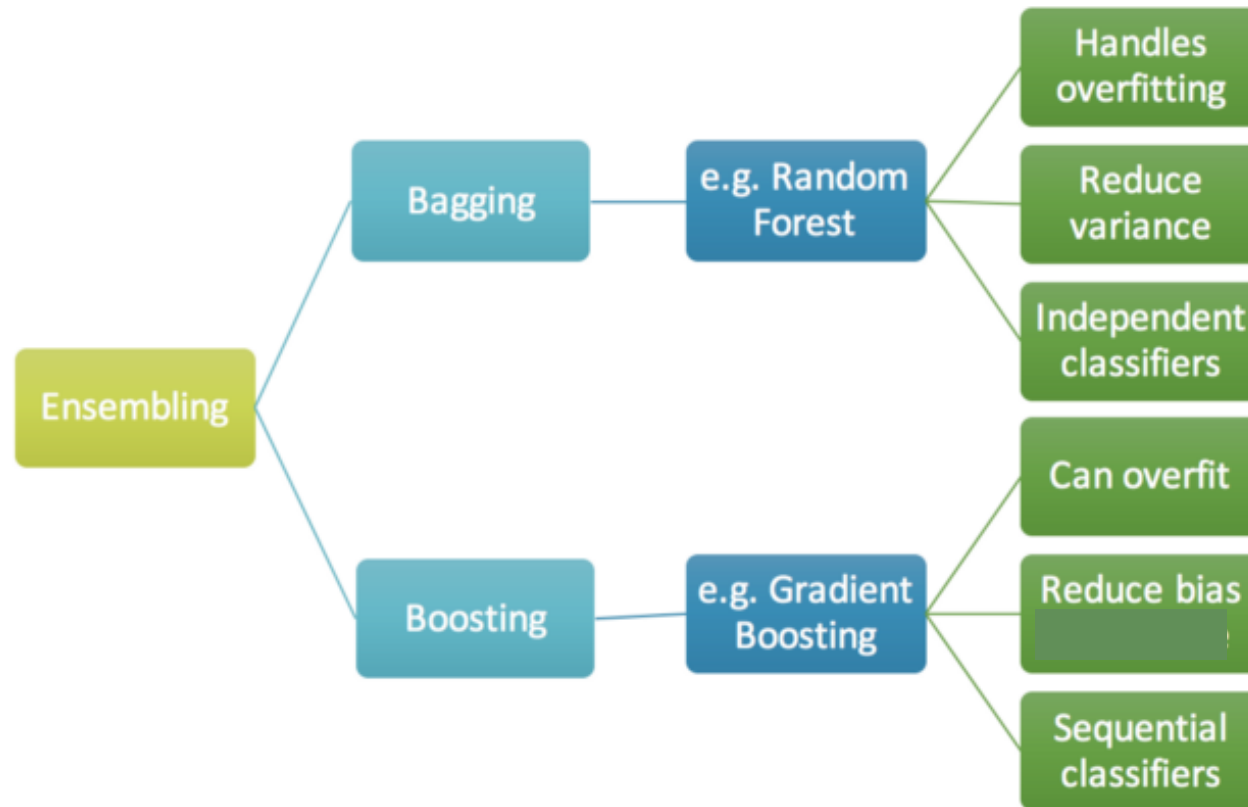 Handles
overfitting
Bagging
e.g. Random
Forest
Reduce
variance
Independent
classifiers
Ensembling
Can overfit
Boosting
e.g. Gradient
Boosting
Reduce bias
Sequential
classifiers